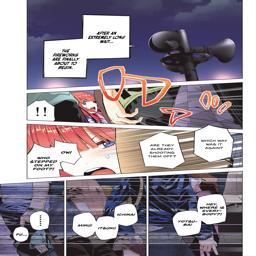 AFTER AN
EXTREMELY LONG
WAIT...
THE
FIREWORKS
ARE FINALLY
ABOUT TO
BEGIN.
!!
WHICH WAY
WAS IT
AGAIN?
ARE THEY
ALREADY
SHOOTING
THEM OFF?
OW!
WHO
STEPPED ON
MY FOOT?!
HEY,
WHERE IS
EVERY-
BODY?!
YOTSU-
BA!
ICHIKA!
ITSUKI!
MIKU!
FU...